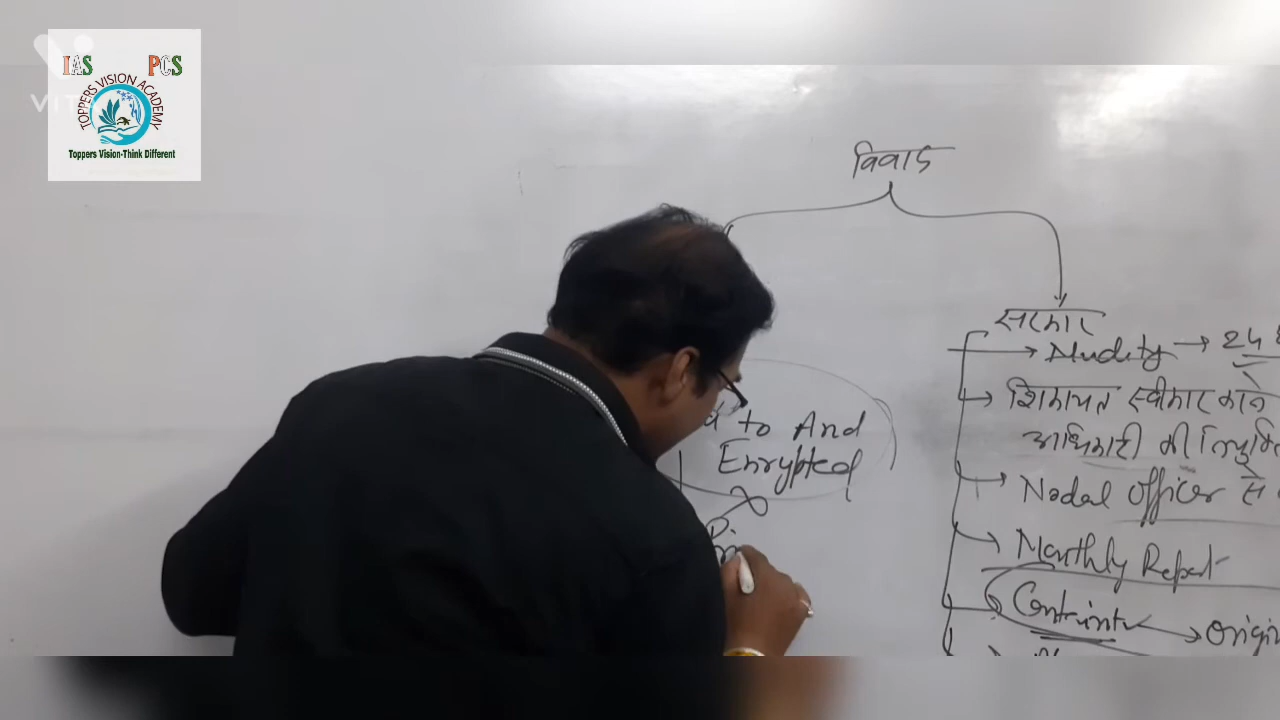 IAS PCS
TOPPERS VISION ACADEMY
Toppers Vision-Think Different
विवाद
सरकार
Nudity → 24
शिकायत स्वीकार करने
अधिकारी की नियुक्ति
to And
Enrypted
Nodal Officer से
Monthly Report